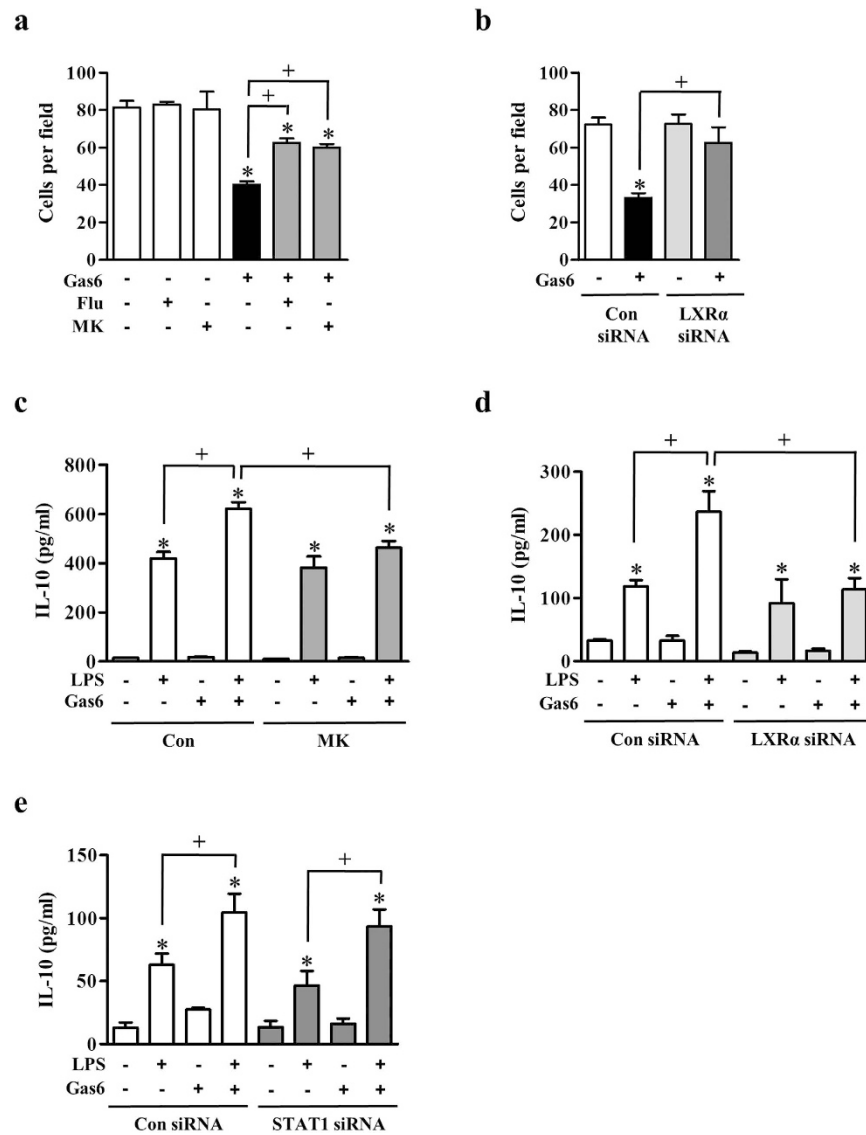 a
+
+
100
80
60
40
20
0
Cells per field
* * *
Gas6 - - - + + +
Flu - + - - + -
MK - - + - - +
b
+
100
80
60
40
20
0
Cells per field
*
Gas6 - + - +
Con
siRNA
LXRα
siRNA
c
+ +
800
600
400
200
0
IL-10 (pg/ml)
* * * *
LPS - + - + - + - +
Gas6 - - + + - - + +
Con MK
d
+ +
300
200
100
0
IL-10 (pg/ml)
* * * *
LPS - + - + - + - +
Gas6 - - + + - - + +
Con siRNA LXRα siRNA
e
+ +
150
100
50
0
IL-10 (pg/ml)
* * * *
LPS - + - + - + - +
Gas6 - - + + - - + +
Con siRNA STAT1 siRNA